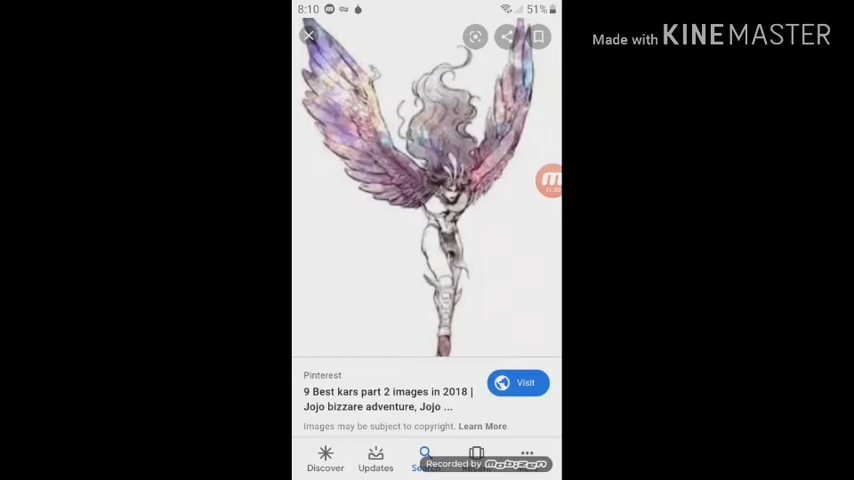 8:10
51%
Made with KINEMASTER
Pinterest
9 Best kars part 2 images in 2018 |
Jojo bizzare adventure, Jojo ...
Visit
Images may be subject to copyright. Learn More
Discover
Updates
Recorded by mobizen